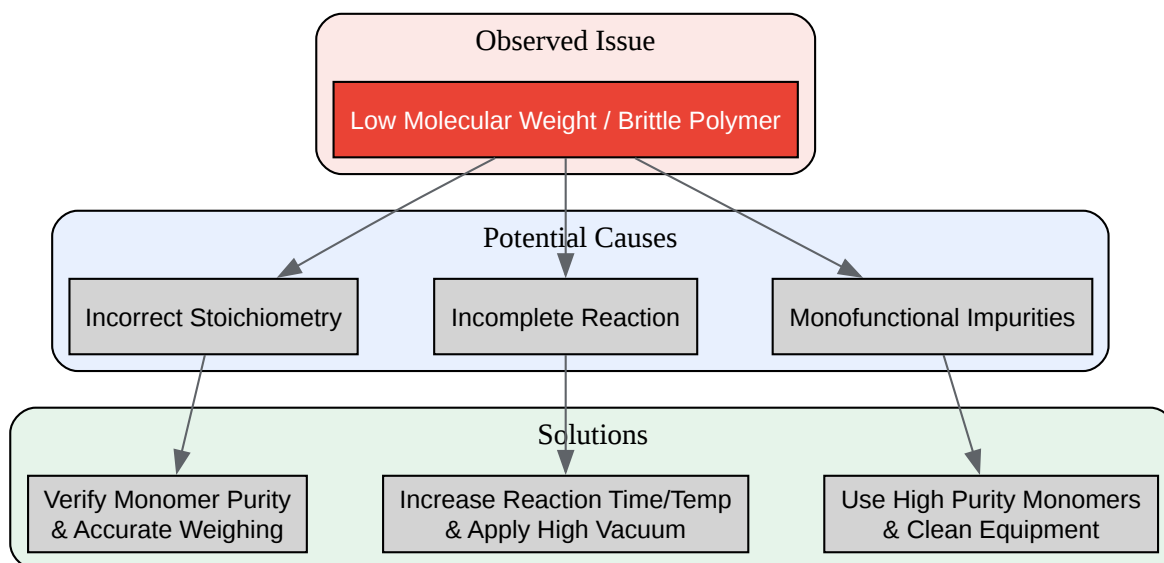 Observed Issue
Low Molecular Weight / Brittle Polymer
Potential Causes
Incorrect Stoichiometry
Incomplete Reaction
Monofunctional Impurities
Solutions
Verify Monomer Purity
& Accurate Weighing
Increase Reaction Time/Temp
& Apply High Vacuum
Use High Purity Monomers
& Clean Equipment